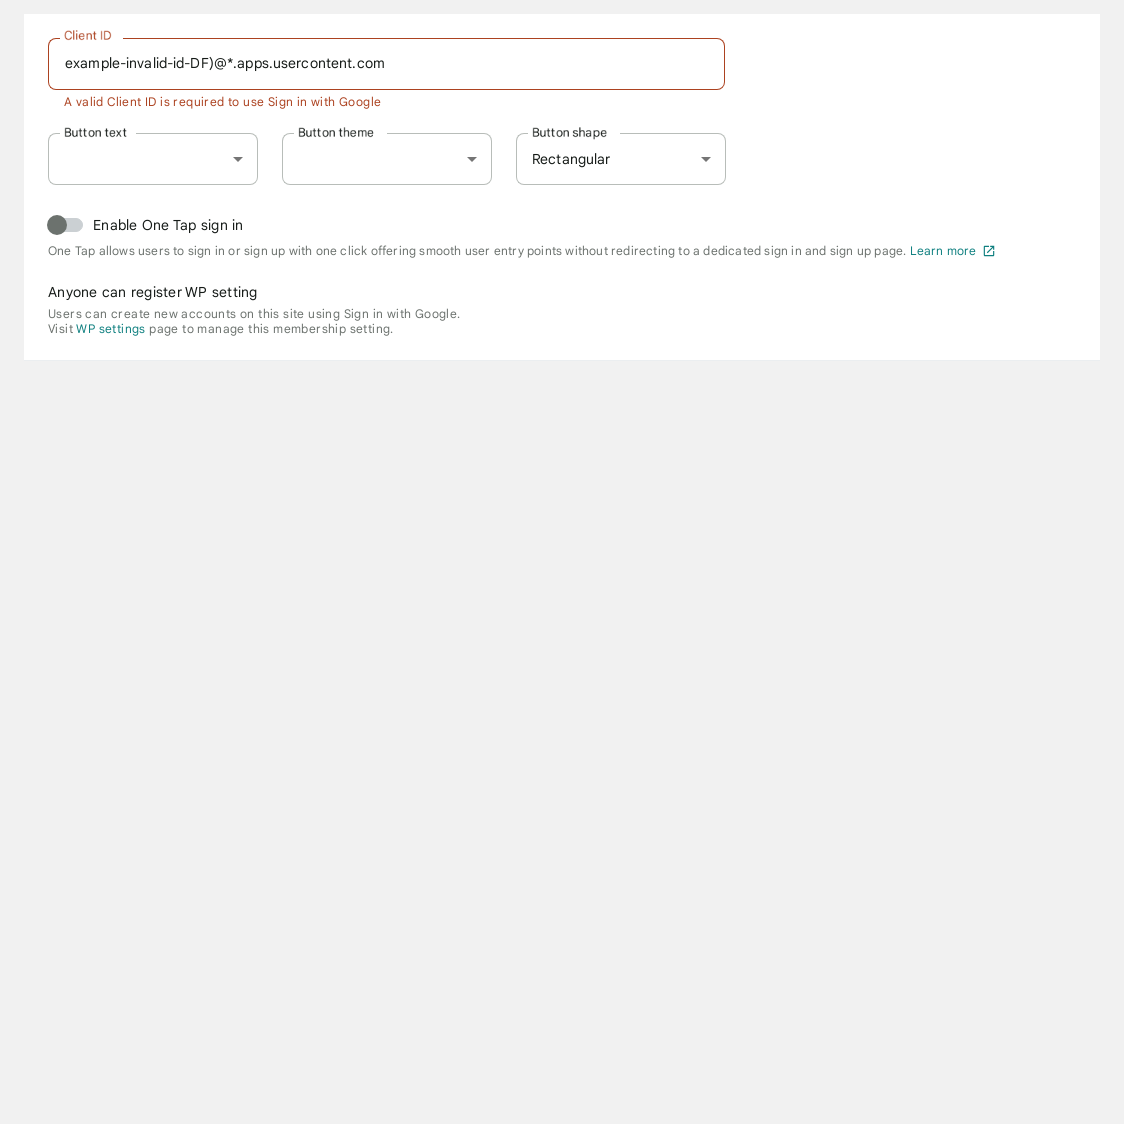 Client ID
example-invalid-id-DF)@*.apps.usercontent.com
A valid Client ID is required to use Sign in with Google
Button text
Button theme
Button shape
Rectangular
Enable One Tap sign in
One Tap allows users to sign in or sign up with one click offering smooth user entry points without redirecting to a dedicated sign in and sign up page. Learn more
Anyone can register WP setting
Users can create new accounts on this site using Sign in with Google.
Visit WP settings page to manage this membership setting.